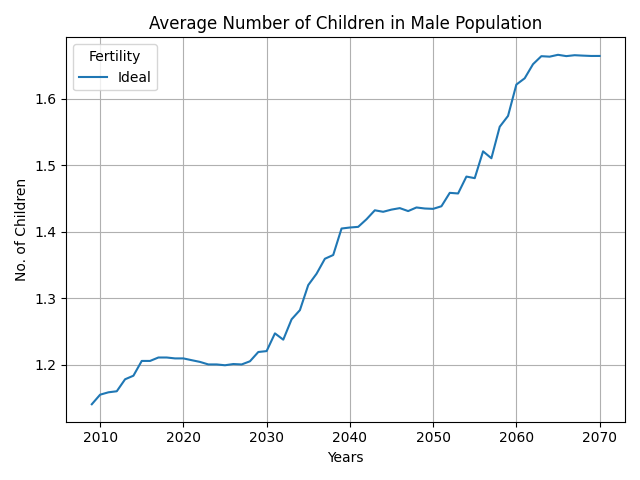 Average Number of Children in Male Population
Fertility
Ideal
No. of Children
1.6
1.5
1.4
1.3
1.2
2010 2020 2030 2040 2050 2060 2070
Years